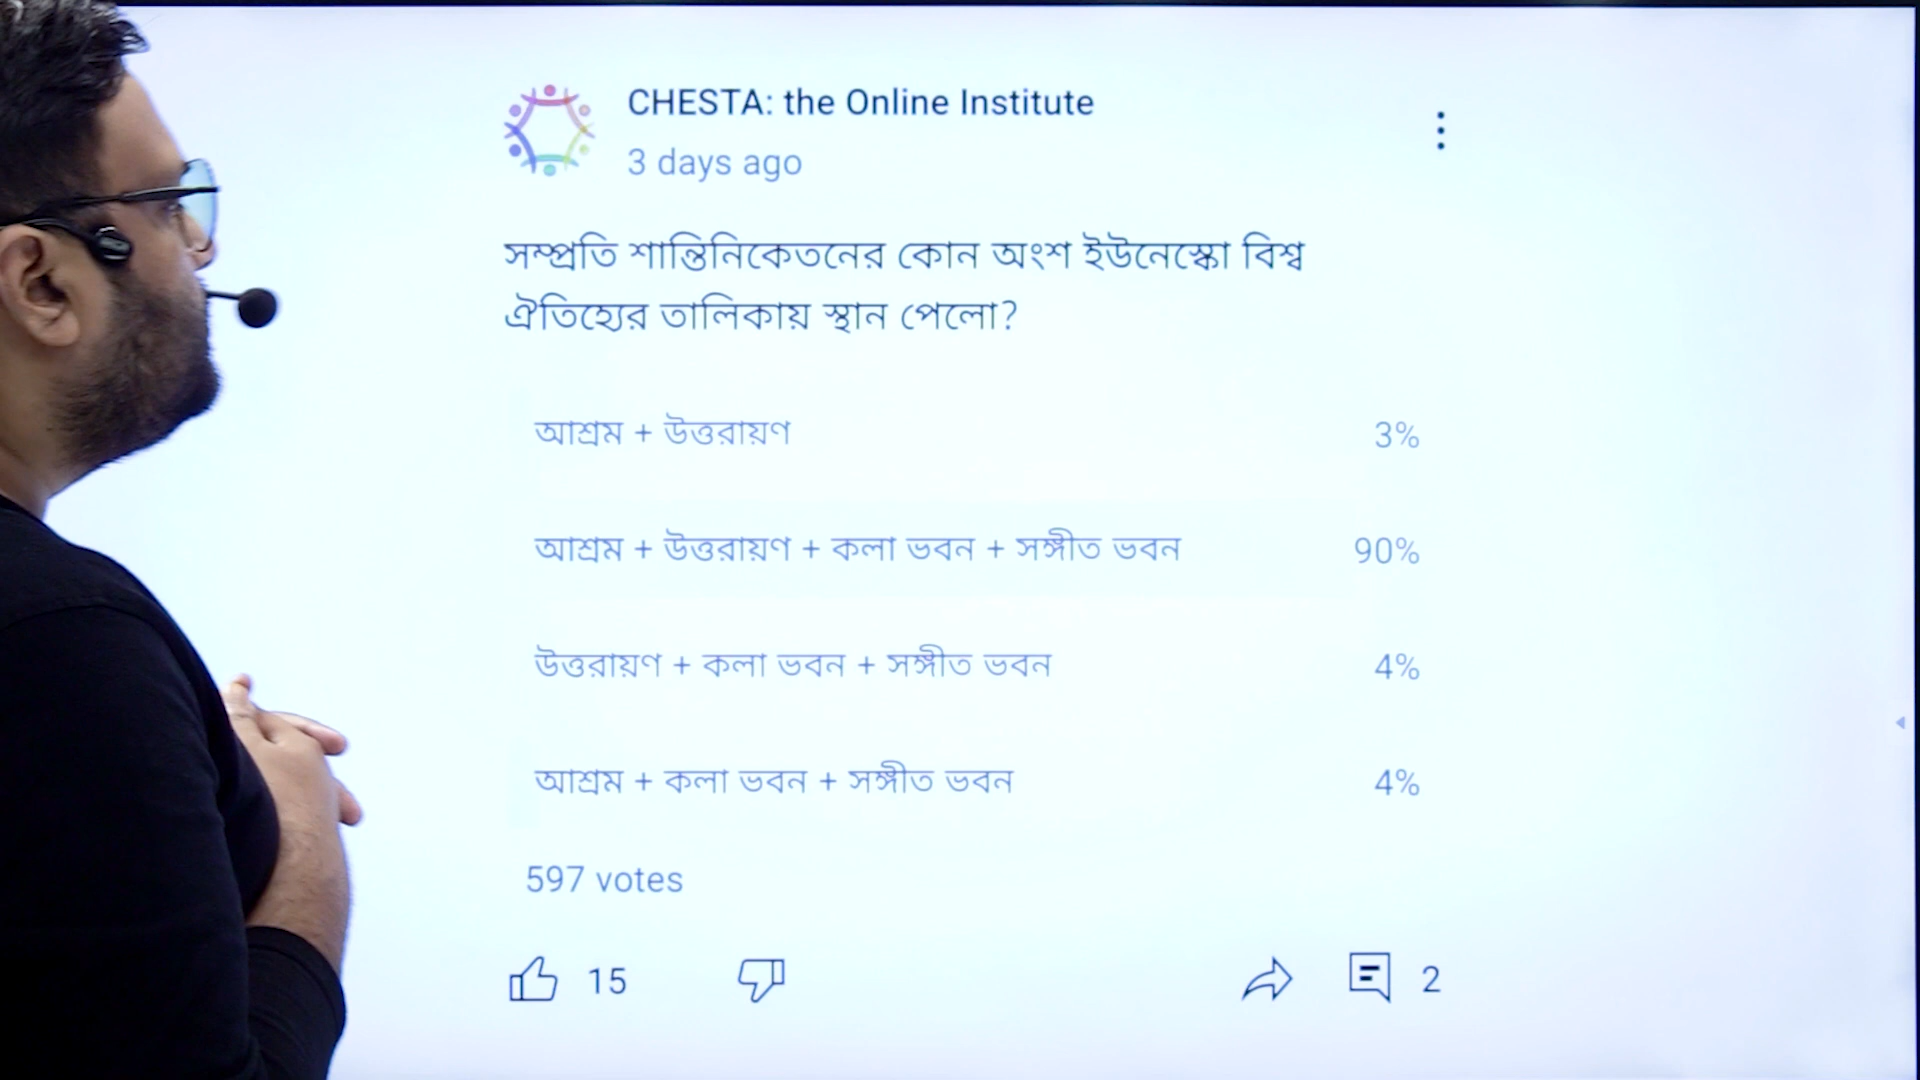 CHESTA: the Online Institute
3 days ago
সম্প্রতি শান্তিনিকেতনের কোন অংশ ইউনেস্কো বিশ্ব
ঐতিহ্যের তালিকায় স্থান পেলো?
আশ্রম + উত্তরায়ণ 3%
আশ্রম + উত্তরায়ণ + কলা ভবন + সঙ্গীত ভবন 90%
উত্তরায়ণ + কলা ভবন + সঙ্গীত ভবন 4%
আশ্রম + কলা ভবন + সঙ্গীত ভবন 4%
597 votes
15 2